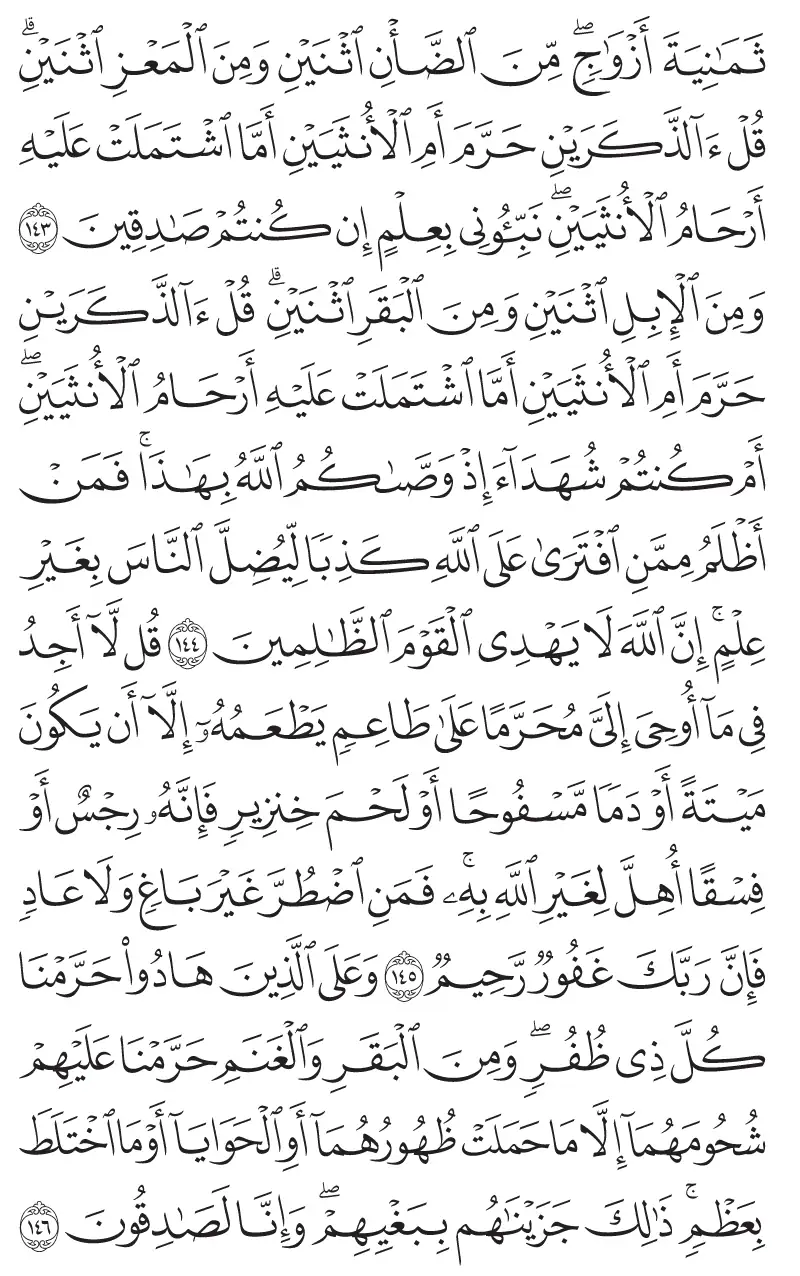 ثَمَٰنِيَةَ أَزۡوَٰجٖۖ مِّنَ ٱلضَّأۡنِ ٱثۡنَيۡنِ وَمِنَ ٱلۡمَعۡزِ ٱثۡنَيۡنِۗ
قُلۡ ءَآلذَّكَرَيۡنِ حَرَّمَ أَمِ ٱلۡأُنثَيَيۡنِ أَمَّا ٱشۡتَمَلَتۡ عَلَيۡهِ
أَرۡحَامُ ٱلۡأُنثَيَيۡنِۖ نَبِّـُٔونِي بِعِلۡمٍ إِن كُنتُمۡ صَٰدِقِينَ ١٤٣
وَمِنَ ٱلۡإِبِلِ ٱثۡنَيۡنِ وَمِنَ ٱلۡبَقَرِ ٱثۡنَيۡنِۗ قُلۡ ءَآلذَّكَرَيۡنِ
حَرَّمَ أَمِ ٱلۡأُنثَيَيۡنِ أَمَّا ٱشۡتَمَلَتۡ عَلَيۡهِ أَرۡحَامُ ٱلۡأُنثَيَيۡنِۖ
أَمۡ كُنتُمۡ شُهَدَآءَ إِذۡ وَصَّىٰكُمُ ٱللَّهُ بِهَٰذَاۚ فَمَنۡ
أَظۡلَمُ مِمَّنِ ٱفۡتَرَىٰ عَلَى ٱللَّهِ كَذِبٗا لِّيُضِلَّ ٱلنَّاسَ بِغَيۡرِ
عِلۡمٍۚ إِنَّ ٱللَّهَ لَا يَهۡدِي ٱلۡقَوۡمَ ٱلظَّٰلِمِينَ ١٤٤ قُل لَّآ أَجِدُ
فِي مَآ أُوحِيَ إِلَيَّ مُحَرَّمًا عَلَىٰ طَاعِمٖ يَطۡعَمُهُۥٓ إِلَّآ أَن يَكُونَ
مَيۡتَةً أَوۡ دَمٗا مَّسۡفُوحًا أَوۡ لَحۡمَ خِنزِيرٖ فَإِنَّهُۥ رِجۡسٌ أَوۡ
فِسۡقًا أُهِلَّ لِغَيۡرِ ٱللَّهِ بِهِۦۚ فَمَنِ ٱضۡطُرَّ غَيۡرَ بَاغٖ وَلَا عَادٖ
فَإِنَّ رَبَّكَ غَفُورٞ رَّحِيمٞ ١٤٥ وَعَلَى ٱلَّذِينَ هَادُواْ حَرَّمۡنَا
كُلَّ ذِي ظُفُرٖۖ وَمِنَ ٱلۡبَقَرِ وَٱلۡغَنَمِ حَرَّمۡنَا عَلَيۡهِمۡ
شُحُومَهُمَآ إِلَّا مَا حَمَلَتۡ ظُهُورُهُمَآ أَوِ ٱلۡحَوَايَآ أَوۡ مَا ٱخۡتَلَطَ
بِعَظۡمٖۚ ذَٰلِكَ جَزَيۡنَٰهُم بِبَغۡيِهِمۡۖ وَإِنَّا لَصَٰدِقُونَ ١٤٦